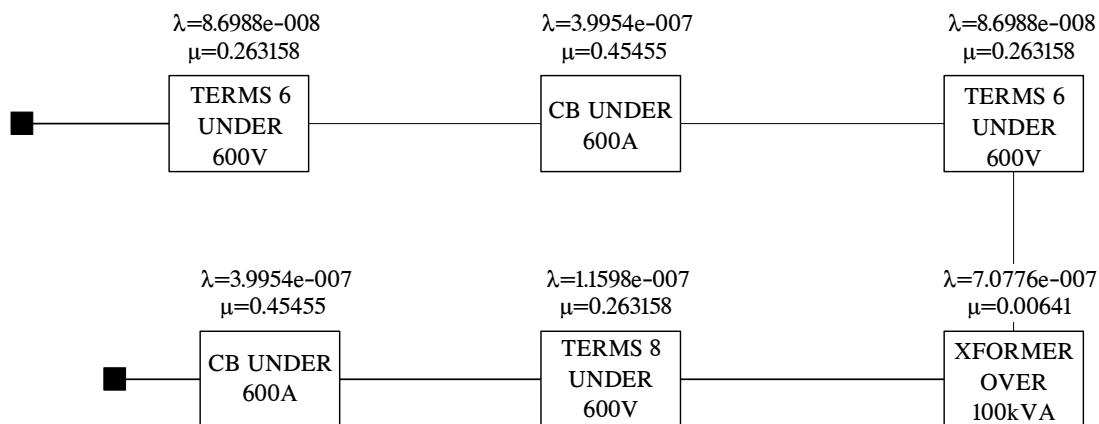 λ=8.6988e-008
μ=0.263158
TERMS 6
UNDER
600V
λ=3.9954e-007
μ=0.45455
CB UNDER
600A
λ=8.6988e-008
μ=0.263158
TERMS 6
UNDER
600V
λ=3.9954e-007
μ=0.45455
CB UNDER
600A
λ=1.1598e-007
μ=0.263158
TERMS 8
UNDER
600V
λ=7.0776e-007
μ=0.00641
XFORMER
OVER
100kVA